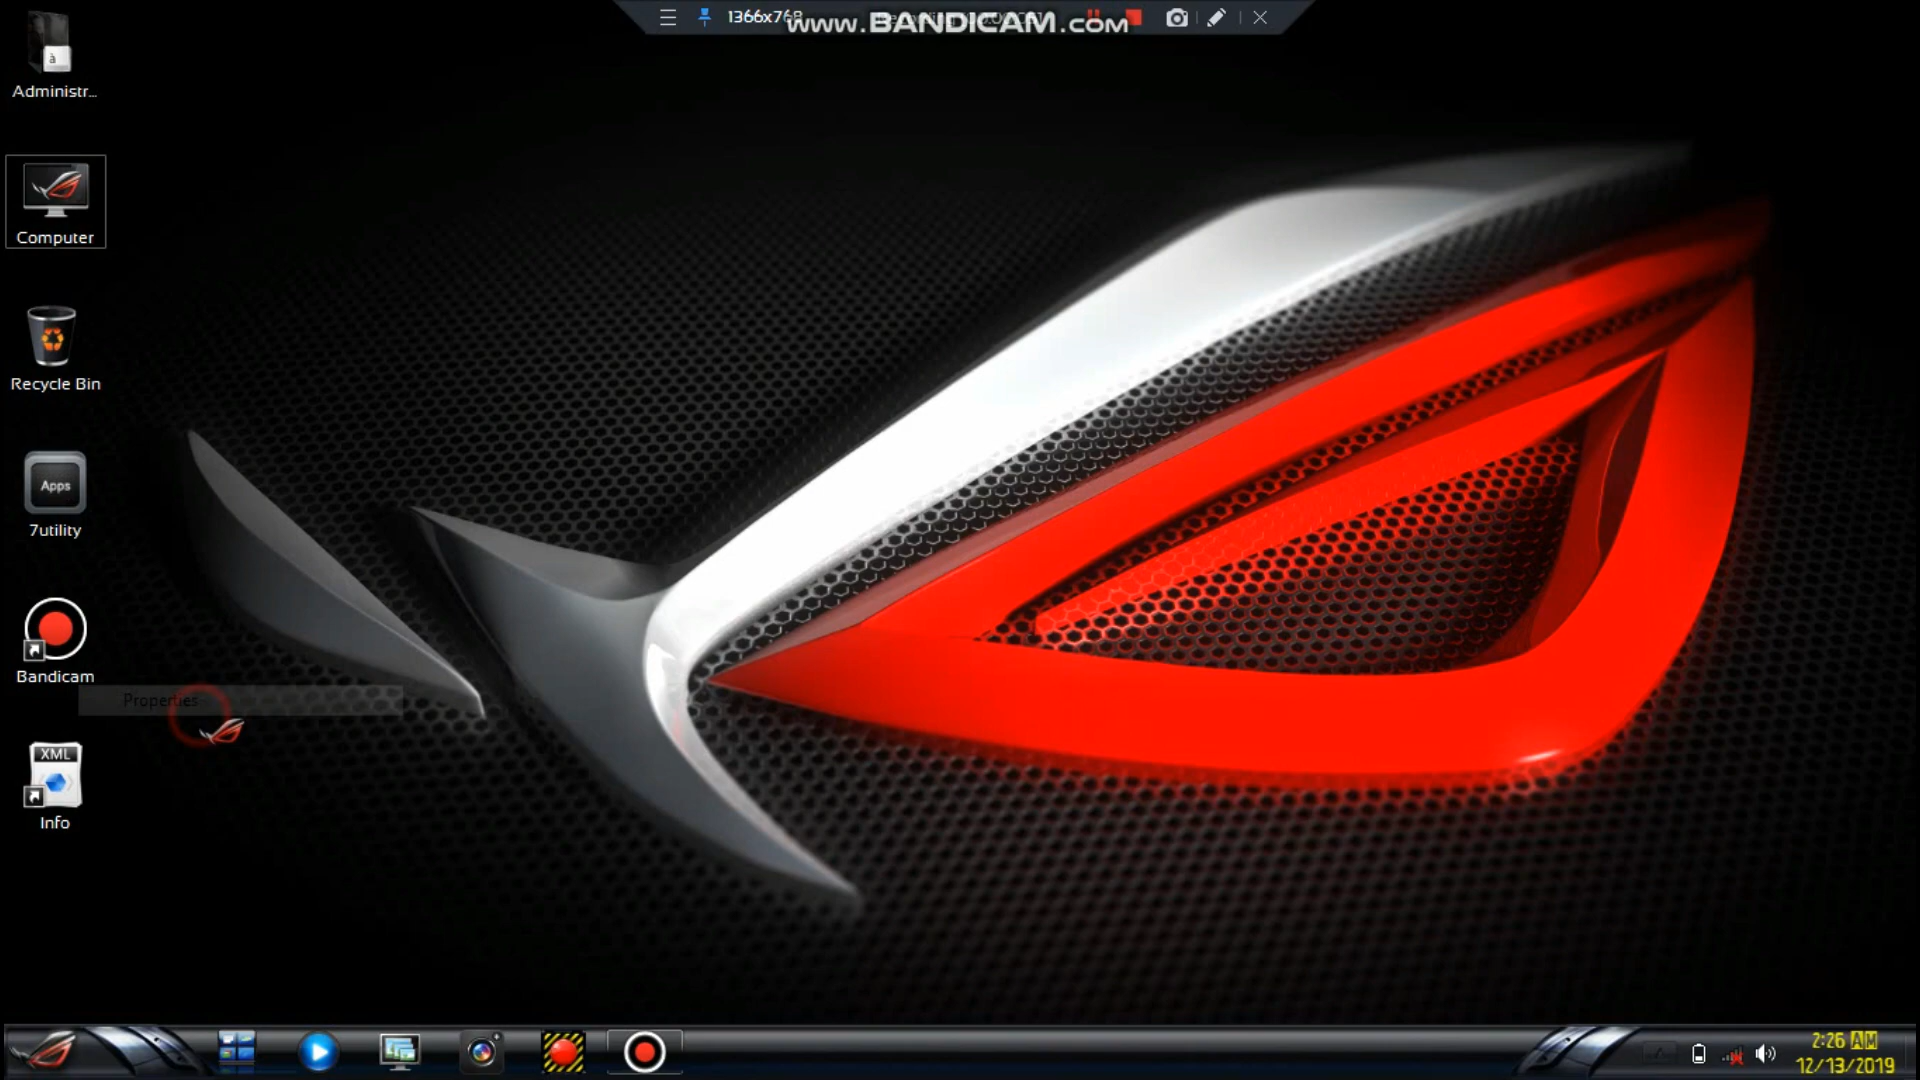 1366x768
www.BANDICAM.com
à
Administr...
Computer
Recycle Bin
Apps
7utility
Bandicam
Properties
XML
Info
2:26 AM
12/13/2019